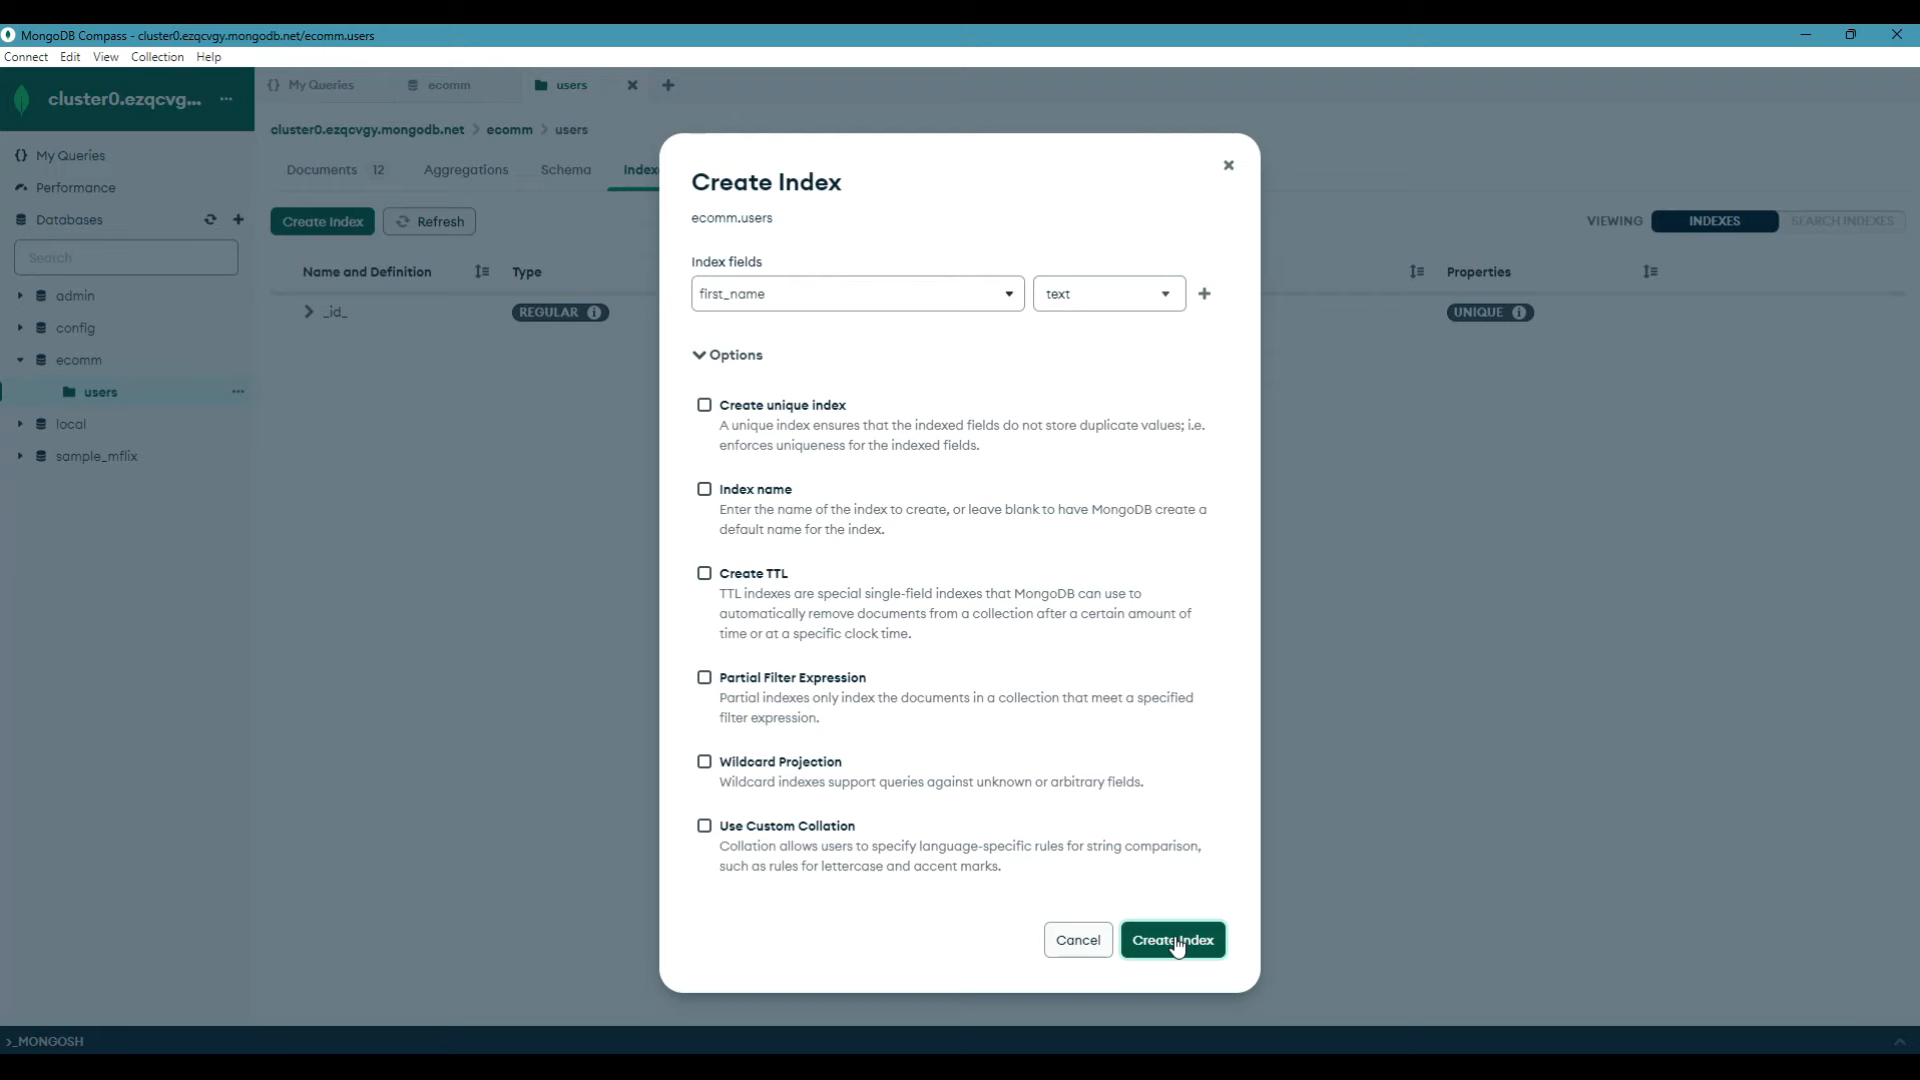 MongoDB Compass - cluster0.ezqcvgy.mongodb.net/ecomm.users
Connect Edit View Collection Help
cluster0.ezqcvg...
{} My Queries ecomm users
cluster0.ezqcvgy.mongodb.net > ecomm > users
My Queries
Performance
Databases
Search
admin
config
ecomm
users
local
sample_mflix
Documents 12 Aggregations Schema Index
Create Index Refresh
VIEWING INDEXES SEARCH INDEXES
Name and Definition Type Properties
_id_ REGULAR UNIQUE
Create Index
ecomm.users
Index fields
first_name text
Options
Create unique index
A unique index ensures that the indexed fields do not store duplicate values; i.e.
enforces uniqueness for the indexed fields.
Index name
Enter the name of the index to create, or leave blank to have MongoDB create a
default name for the index.
Create TTL
TTL indexes are special single-field indexes that MongoDB can use to
automatically remove documents from a collection after a certain amount of
time or at a specific clock time.
Partial Filter Expression
Partial indexes only index the documents in a collection that meet a specified
filter expression.
Wildcard Projection
Wildcard indexes support queries against unknown or arbitrary fields.
Use Custom Collation
Collation allows users to specify language-specific rules for string comparison,
such as rules for lettercase and accent marks.
Cancel Create Index
>_MONGOSH